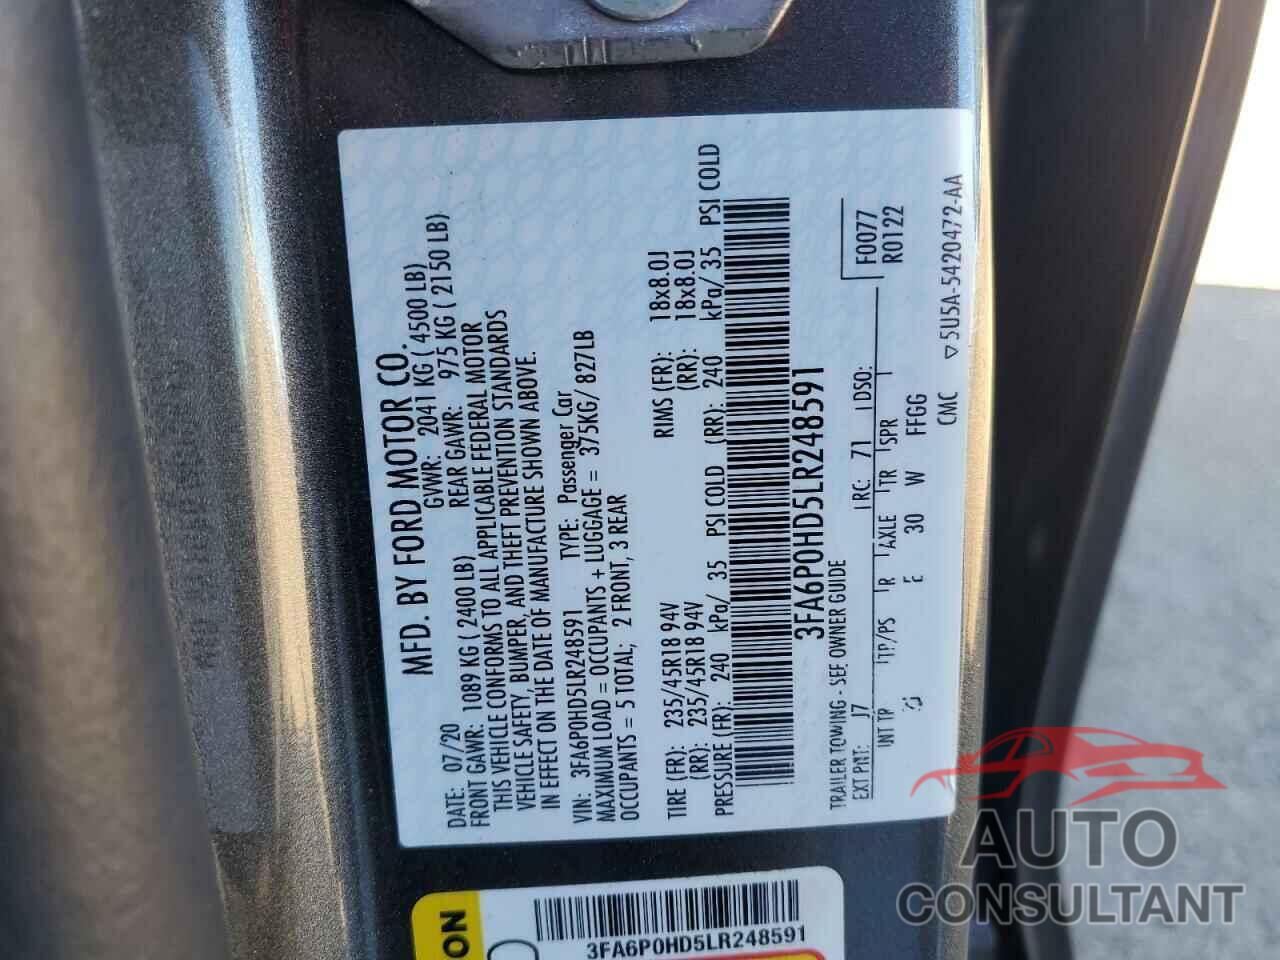 MFD. BY FORD MOTOR CO.
DATE: 07/20 GVWR: 2041 KG ( 4500 LB)
FRONT GAWR: 1089 KG ( 2400 LB) REAR GAWR: 975 KG ( 2150 LB)
THIS VEHICLE CONFORMS TO ALL APPLICABLE FEDERAL MOTOR
VEHICLE SAFETY, BUMPER, AND THEFT PREVENTION STANDARDS
IN EFFECT ON THE DATE OF MANUFACTURE SHOWN ABOVE.
VIN: 3FA6P0HD5LR248591 TYPE: Passenger Car
MAXIMUM LOAD = OCCUPANTS + LUGGAGE = 375KG/ 827LB
OCCUPANTS = 5 TOTAL; 2 FRONT, 3 REAR
TIRE (FR): 235/45R18 94V RIMS (FR): 18x8.0J
(RR): 235/45R18 94V (RR): 18x8.0J
PRESSURE (FR): 240 kPa/ 35 PSI COLD (RR): 240 kPa/ 35 PSI COLD
3FA6P0HD5LR248591
TRAILER TOWING - SEE OWNER GUIDE
F0077
R0122
EXT PNT: J7 RC: 71 DSO:
INT TP TP/PS R AXLE TR SPR
E 30 W FFGG
CMC 5U5A-5420472-AA
ON
3FA6P0HD5LR248591
AUTO
CONSULTANT